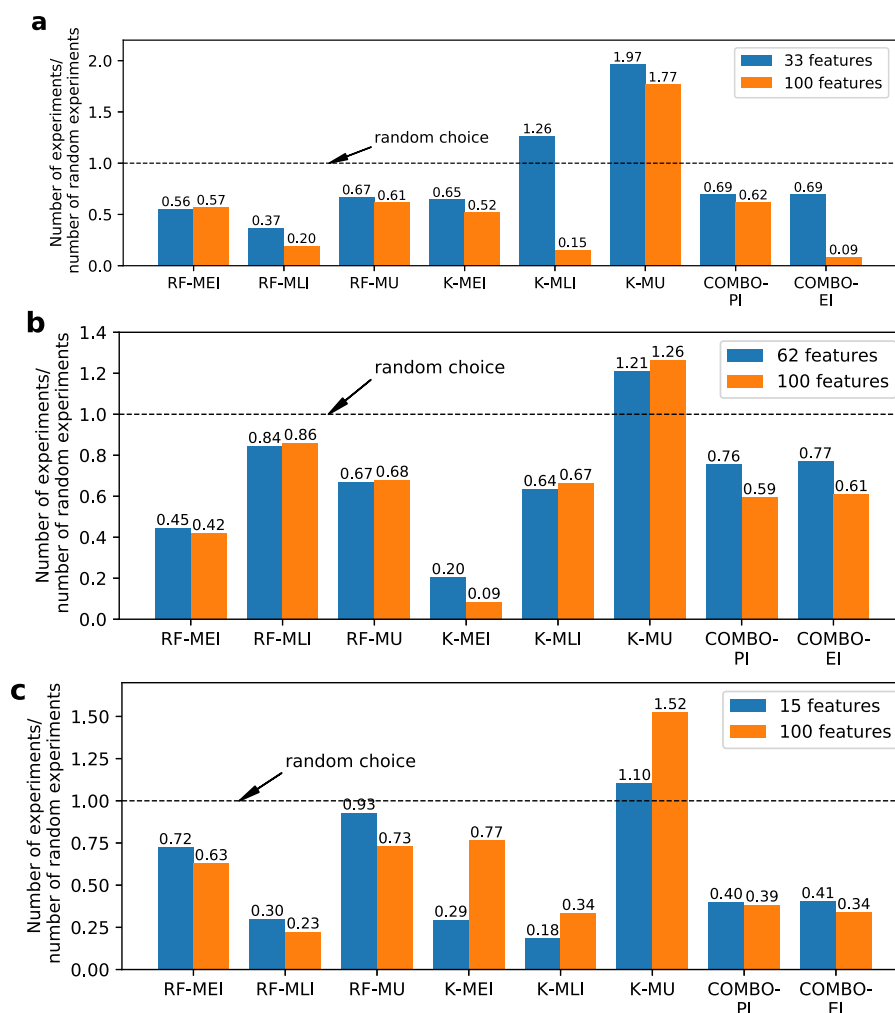 a
Number of experiments/
number of random experiments
2.0
1.5
1.0
0.5
0.0
33 features
100 features
random choice
0.56 0.57
0.37 0.20
0.67 0.61
0.65 0.52
1.26 0.15
1.97 1.77
0.69 0.62
0.69 0.09
RF-MEI RF-MLI RF-MU K-MEI K-MLI K-MU COMBO- COMBO-
PI EI
b
Number of experiments/
number of random experiments
1.4
1.2
1.0
0.8
0.6
0.4
0.2
0.0
62 features
100 features
random choice
0.45 0.42
0.84 0.86
0.67 0.68
0.20 0.09
0.64 0.67
1.21 1.26
0.76 0.59
0.77 0.61
RF-MEI RF-MLI RF-MU K-MEI K-MLI K-MU COMBO- COMBO-
PI EI
c
Number of experiments/
number of random experiments
1.50
1.25
1.00
0.75
0.50
0.25
0.00
15 features
100 features
random choice
0.72 0.63
0.30 0.23
0.93 0.73
0.29 0.77
0.18 0.34
1.10 1.52
0.40 0.39
0.41 0.34
RF-MEI RF-MLI RF-MU K-MEI K-MLI K-MU COMBO- COMBO-
PI EI